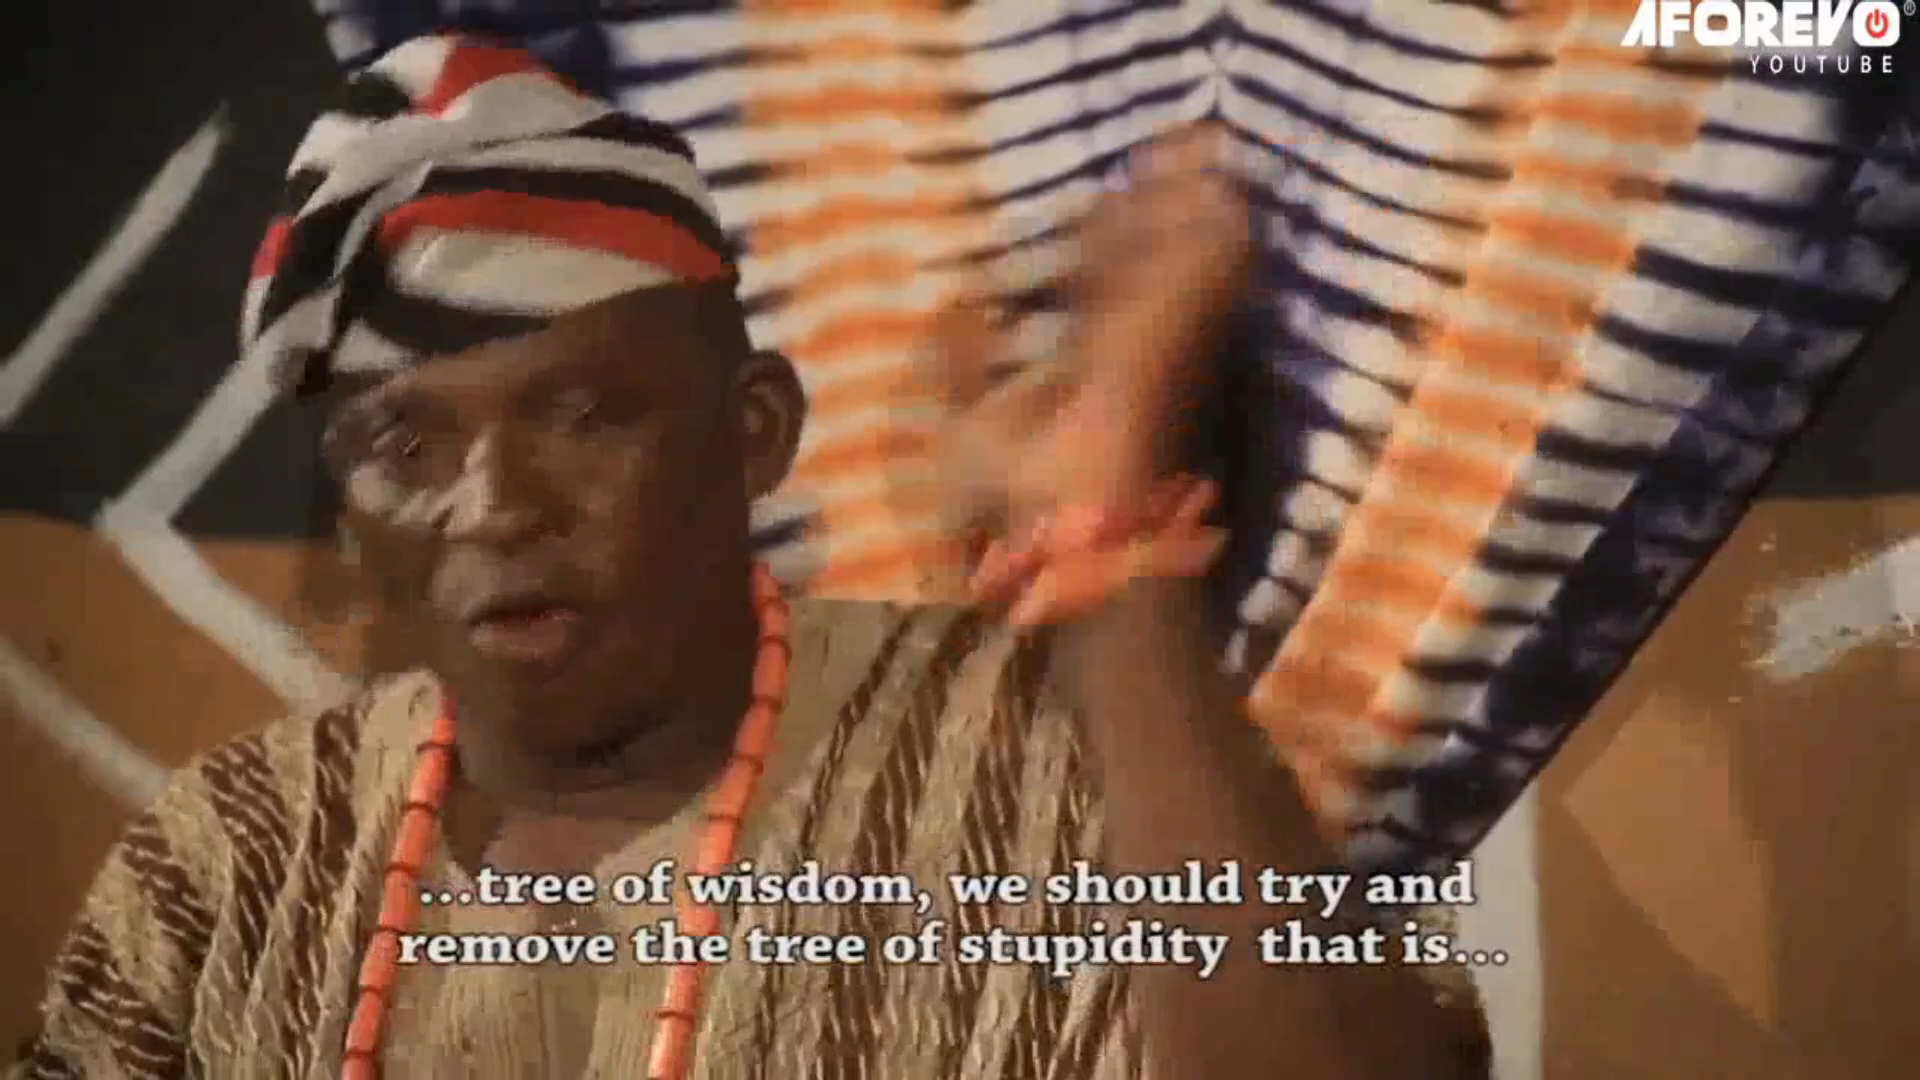 AFOREVO
YOUTUBE
...tree of wisdom, we should try and
remove the tree of stupidity that is...